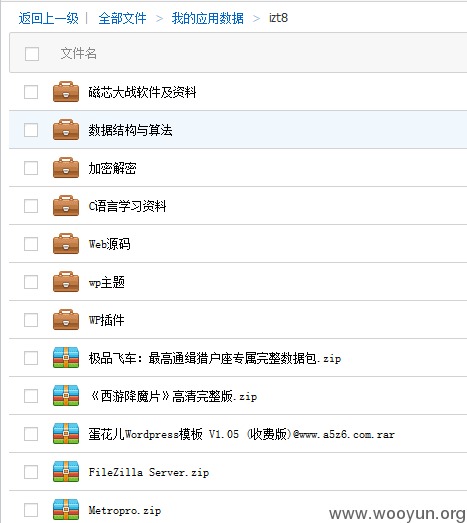 返回上一级 | 全部文件 > 我的应用数据 > izt8
文件名
磁芯大战软件及资料
数据结构与算法
加密解密
C语言学习资料
Web源码
wp主题
WP插件
极品飞车：最高通缉猎户座专属完整数据包.zip
《西游降魔片》高清完整版.zip
蛋花儿Wordpress模板 V1.05 (收费版)@www.a5z6.com.rar
FileZilla Server.zip
Metropro.zip
www.wooyun.org